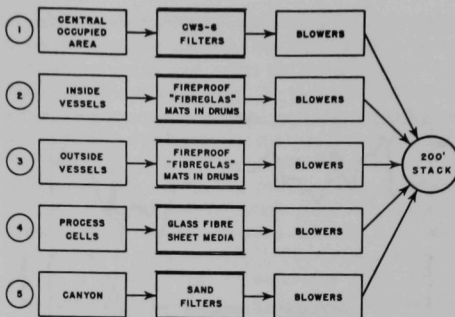 1
CENTRAL
OCCUPIED
AREA
CWS-6
FILTERS
BLOWERS
2
INSIDE
VESSELS
FIREPROOF
"FIBREGLAS"
MATS IN DRUMS
BLOWERS
3
OUTSIDE
VESSELS
FIREPROOF
"FIBREGLAS"
MATS IN DRUMS
BLOWERS
200'
STACK
4
PROCESS
CELLS
GLASS FIBRE
SHEET MEDIA
BLOWERS
5
CANYON
SAND
FILTERS
BLOWERS